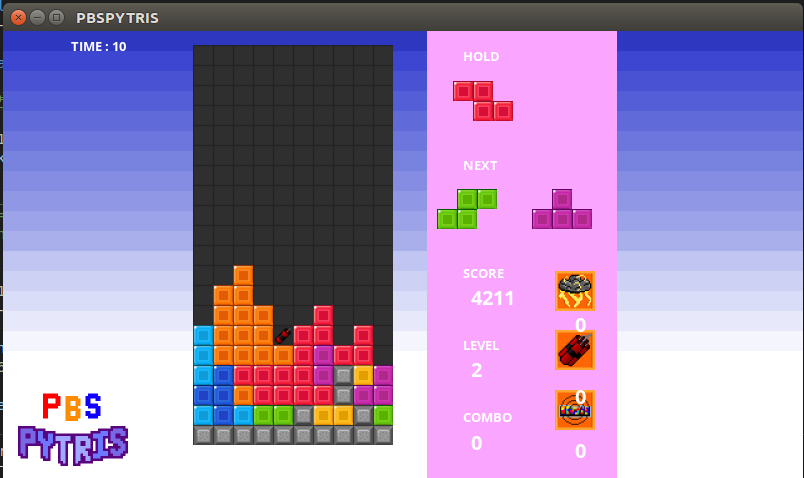 PBSPYTRIS
TIME : 10
HOLD
NEXT
SCORE
4211
0
LEVEL
2
0
COMBO
0
0
PBS
PYTRIS